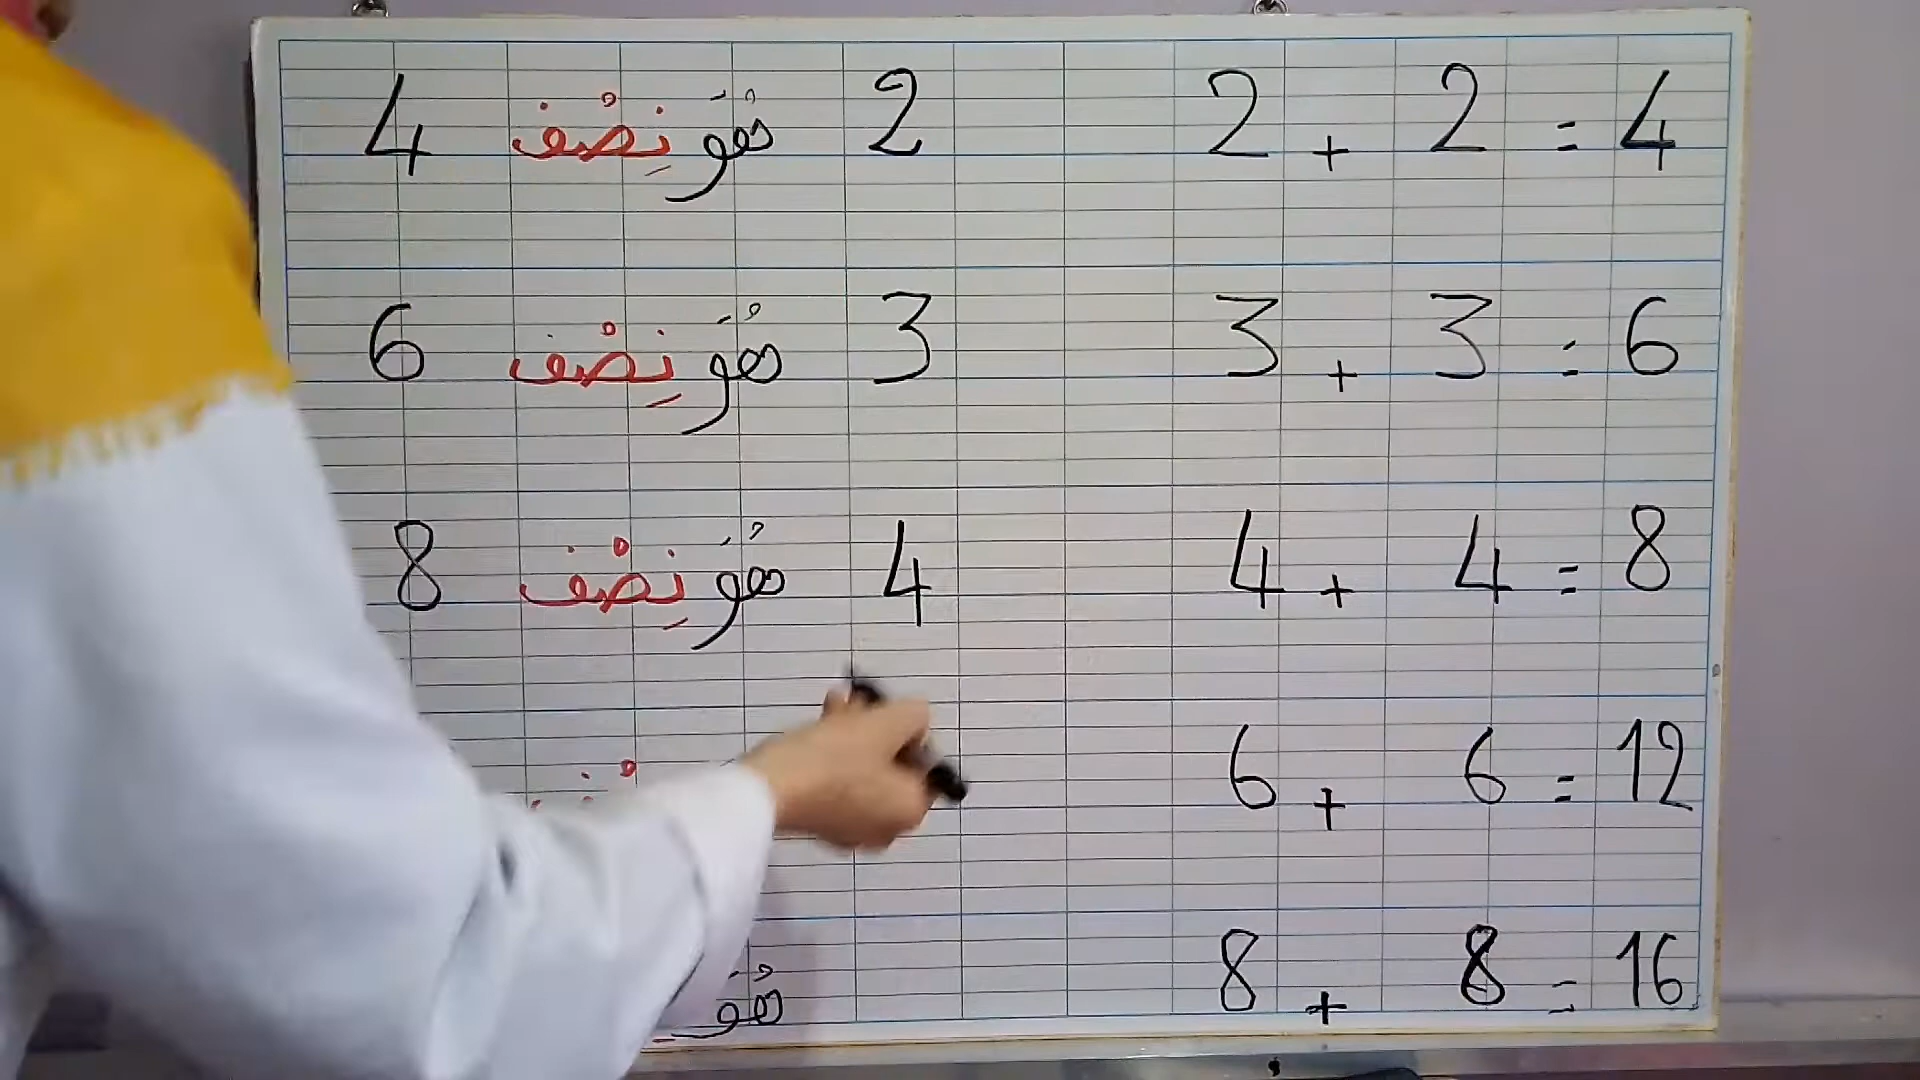 2 هُوَ نِصْف 4
2 + 2 = 4
3 هُوَ نِصْف 6
3 + 3 = 6
4 هُوَ نِصْف 8
4 + 4 = 8
6 + 6 = 12
هُوَ
8 + 8 = 16